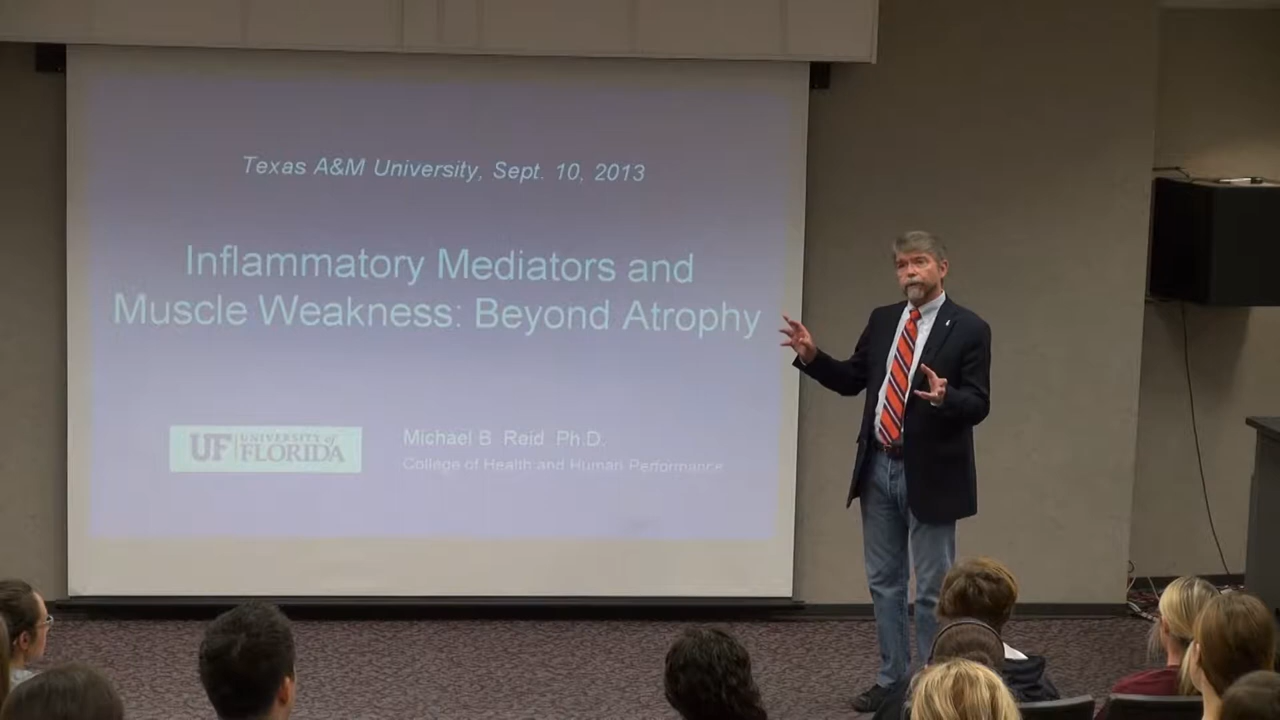 Texas A&M University, Sept. 10, 2013
Inflammatory Mediators and
Muscle Weakness: Beyond Atrophy
UF UNIVERSITY of
FLORIDA
Michael B. Reid, Ph.D.
College of Health and Human Performance